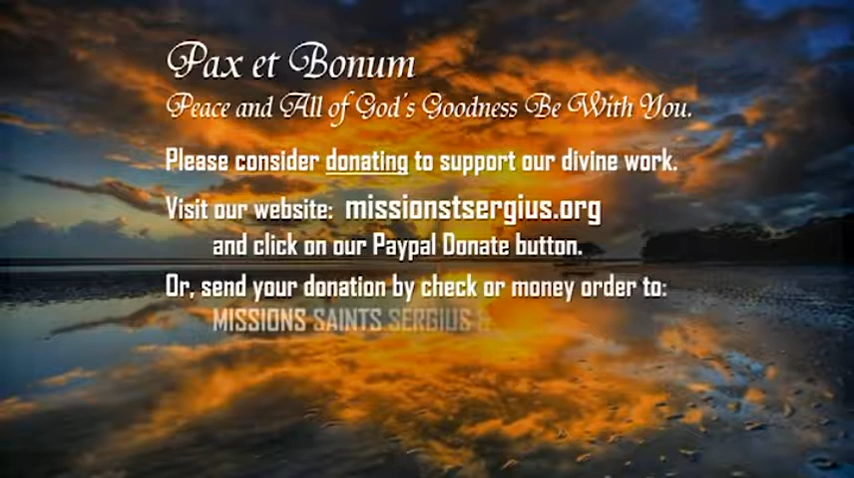 Pax et Bonum
Peace and All of God's Goodness Be With You.
Please consider donating to support our divine work.
Visit our website: missionstsergius.org
and click on our Paypal Donate button.
Or, send your donation by check or money order to:
MISSIONS SAINTS SERGIUS